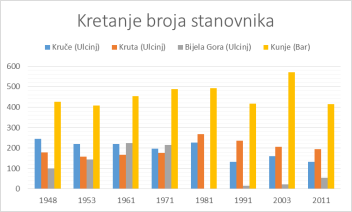 Kretanje broja stanovnika
Kruče (Ulcinj) Kruta (Ulcinj) Bijela Gora (Ulcinj) Kunje (Bar)
600
500
400
300
200
100
0
1948 1953 1961 1971 1981 1991 2003 2011